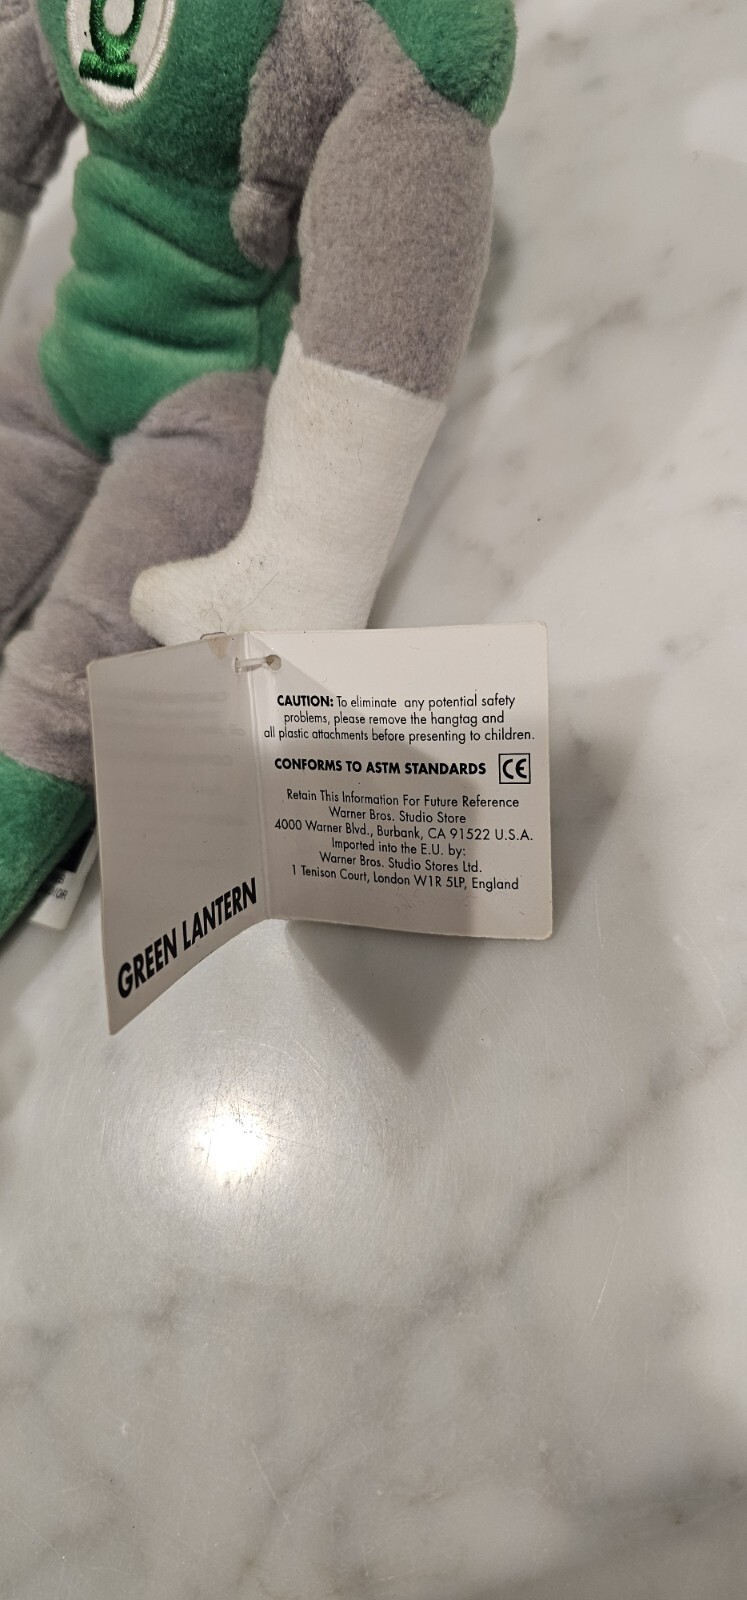 CAUTION: To eliminate any potential safety
problems, please remove the hangtag and
all plastic attachments before presenting to children.
CONFORMS TO ASTM STANDARDS CE
Retain This Information For Future Reference
Warner Bros. Studio Store
4000 Warner Blvd., Burbank, CA 91522 U.S.A.
Imported into the E.U. by:
Warner Bros. Studio Stores Ltd.
1 Tenison Court, London W1R 5LP, England
GREEN LANTERN